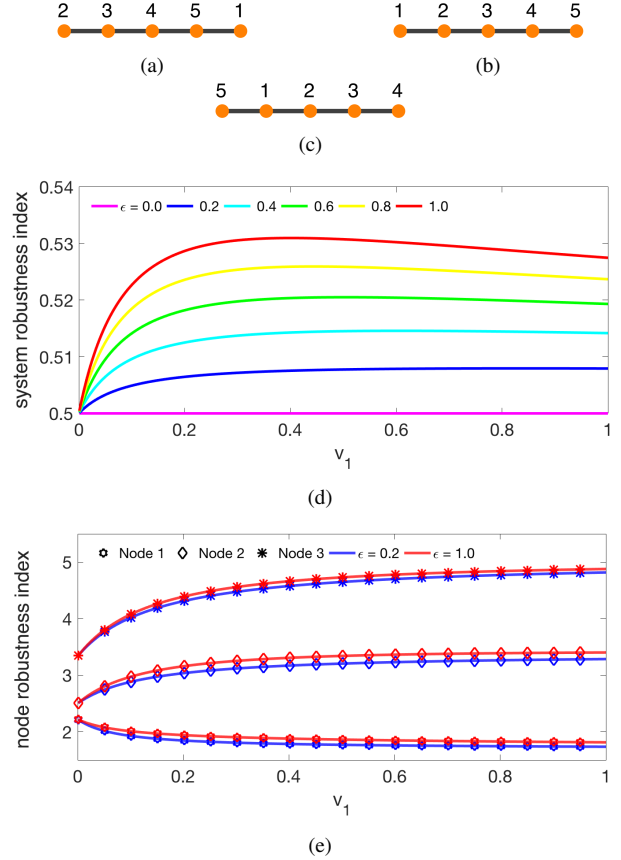 2 3 4 5 1
1 2 3 4 5
(a)
(b)
5 1 2 3 4
(c)
0.54
0.53
0.52
0.51
0.5
system robustness index
ϵ = 0.0 0.2 0.4 0.6 0.8 1.0
0 0.2 0.4 0.6 0.8 1
v1
(d)
5
4
3
2
node robustness index
Node 1 Node 2 Node 3 ϵ = 0.2 ϵ = 1.0
0 0.2 0.4 0.6 0.8 1
v1
(e)